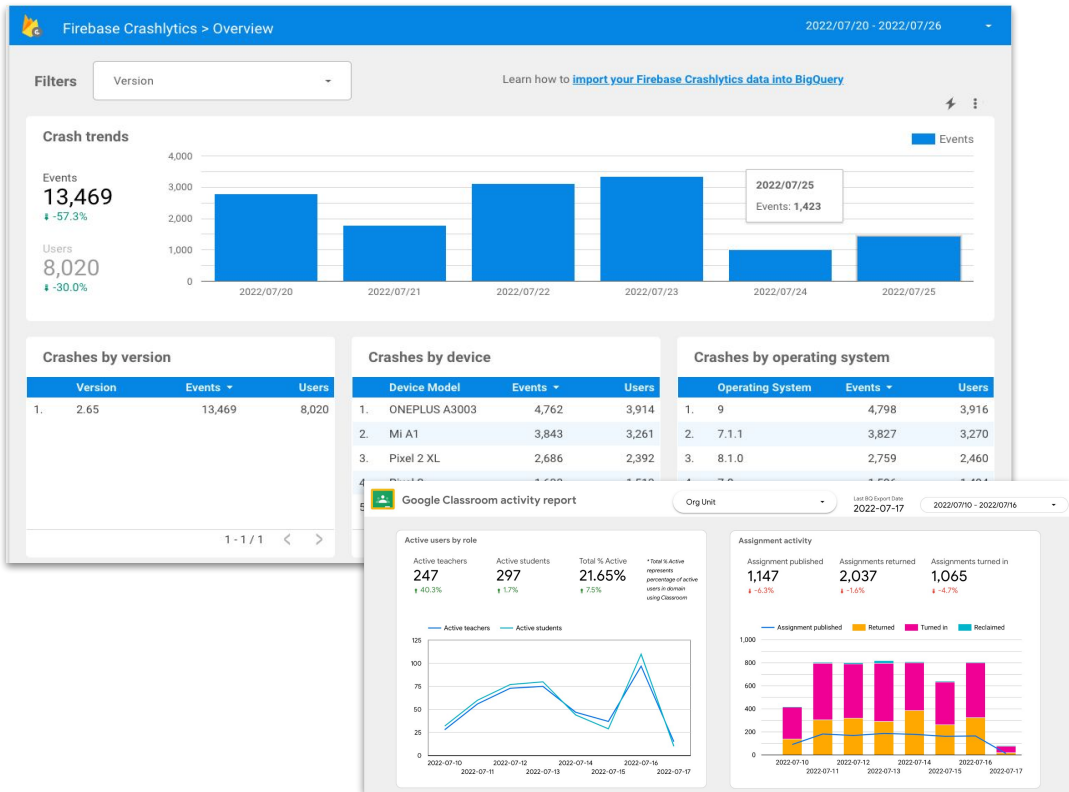 Firebase Crashlytics > Overview
2022/07/20 - 2022/07/26
Filters
Version
Learn how to import your Firebase Crashlytics data into BigQuery
Crash trends
Events
Events
13,469
-57.3%
Users
8,020
-30.0%
4,000
3,000
2,000
1,000
0
2022/07/25
Events: 1,423
2022/07/20 2022/07/21 2022/07/22 2022/07/23 2022/07/24 2022/07/25
Crashes by version
Version Events Users
1. 2.65 13,469 8,020
1 - 1 / 1 < >
Crashes by device
Device Model Events Users
1. ONEPLUS A3003 4,762 3,914
2. Mi A1 3,843 3,261
3. Pixel 2 XL 2,686 2,392
Crashes by operating system
Operating System Events Users
1. 9 4,798 3,916
2. 7.1.1 3,827 3,270
3. 8.1.0 2,759 2,460
Google Classroom activity report
Org Unit
Last BQ Export Date
2022-07-17
2022/07/10 - 2022/07/16
Active users by role
Active teachers
247
40.3%
Active students
297
1.7%
Total % Active
21.65%
7.5%
* Total % Active
represents
percentage of active
users in domain
using Classroom
Active teachers Active students
125
100
75
50
25
0
2022-07-10 2022-07-12 2022-07-14 2022-07-16
2022-07-11 2022-07-13 2022-07-15 2022-07-17
Assignment activity
Assignment published
1,147
-6.3%
Assignments returned
2,037
-1.6%
Assignments turned in
1,065
-4.7%
Assignment published Returned Turned in Reclaimed
1,000
800
600
400
200
0
2022-07-10 2022-07-12 2022-07-14 2022-07-16
2022-07-11 2022-07-13 2022-07-15 2022-07-17